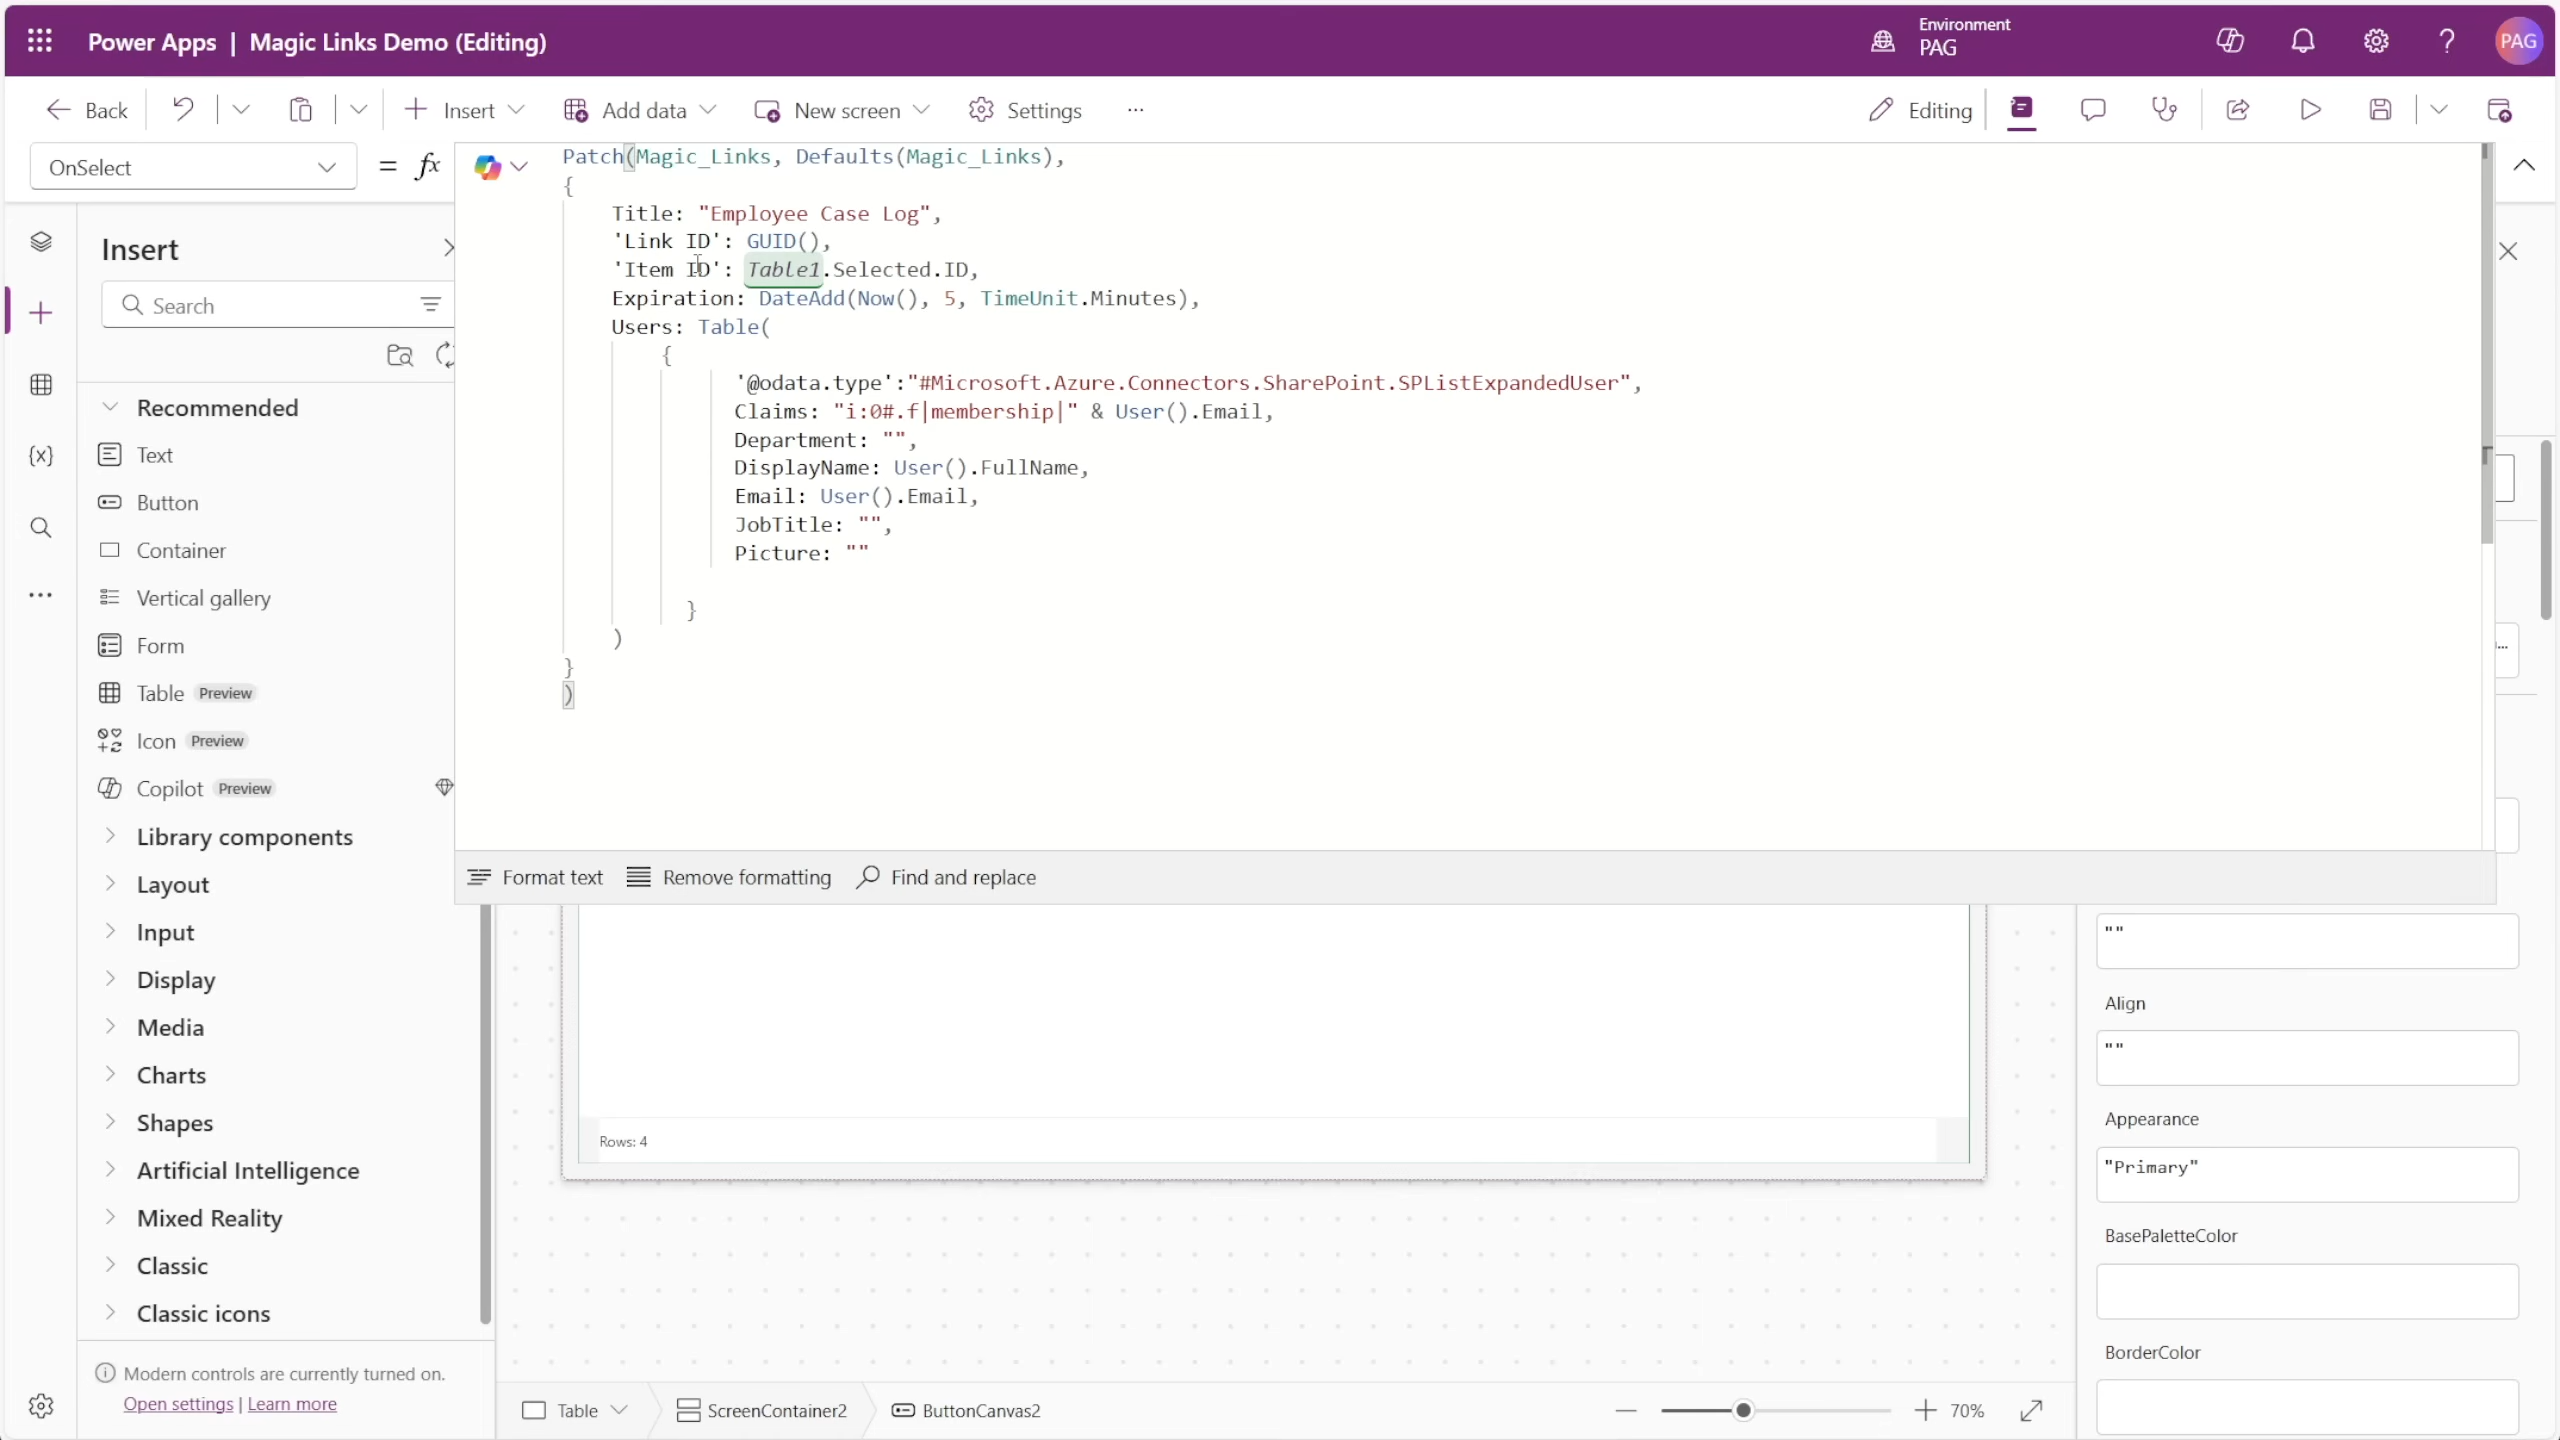 Power Apps | Magic Links Demo (Editing)
Environment
PAG
PAG
Back
Insert
Add data
New screen
Settings
...
Editing
OnSelect
= fx
Patch(Magic_Links, Defaults(Magic_Links),
{
Title: "Employee Case Log",
'Link ID': GUID(),
'Item ID': Table1.Selected.ID,
Expiration: DateAdd(Now(), 5, TimeUnit.Minutes),
Users: Table(
{
'@odata.type':"#Microsoft.Azure.Connectors.SharePoint.SPListExpandedUser",
Claims: "i:0#.f|membership|" & User().Email,
Department: "",
DisplayName: User().FullName,
Email: User().Email,
JobTitle: "",
Picture: ""
}
)
}
)
Format text
Remove formatting
Find and replace
Insert
Search
Recommended
Text
Button
Container
Vertical gallery
Form
Table Preview
Icon Preview
Copilot Preview
Library components
Layout
Input
Display
Media
Charts
Shapes
Artificial Intelligence
Mixed Reality
Classic
Classic icons
Modern controls are currently turned on.
Open settings | Learn more
Rows: 4
Table
ScreenContainer2
ButtonCanvas2
70%
""
Align
""
Appearance
"Primary"
BasePaletteColor
BorderColor